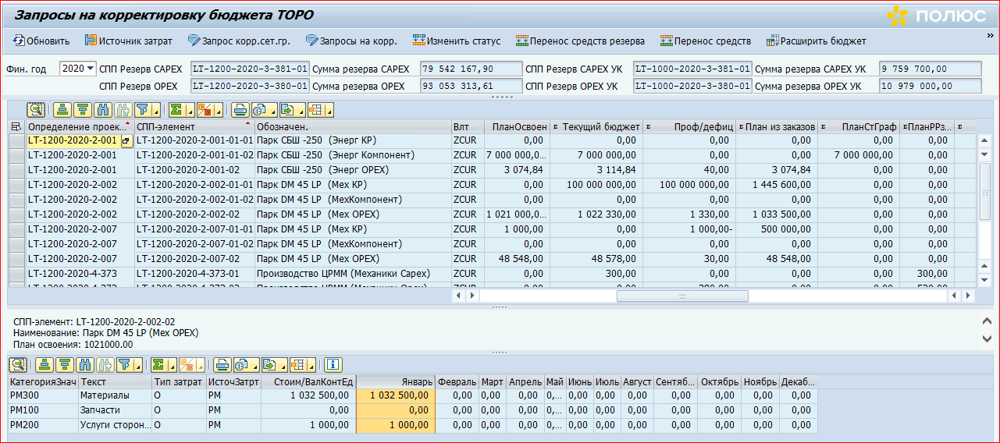 Запросы на корректировку бюджета ТОРО
ПОЛЮС
Обновить Источник затрат Запрос корр.сет.гр. Запросы на корр. Изменить статус Перенос средств резерва Перенос средств Расширить бюджет »
Фин. год 2020 СПП Резерв CAPEX LT-1200-2020-3-381-01 Сумма резерва CAPEX 79 542 167,90 СПП Резерв CAPEX УК LT-1000-2020-3-381-01 Сумма резерва CAPEX УК 9 759 700,00
СПП Резерв OPEX LT-1200-2020-3-380-01 Сумма резерва OPEX 93 053 313,61 СПП Резерв OPEX УК LT-1000-2020-3-380-01 Сумма резерва OPEX УК 10 979 000,00
Определение проек... СПП-элемент Обозначен. Влт ПланОсвоен Текущий бюджет Проф/дефиц План из заказов ПланСтГраф ПланРРз...
LT-1200-2020-2-001 LT-1200-2020-2-001-01-01 Парк СБШ -250 (Энерг КР) ZCUR 0,00 0,00 0,00 0,00 0,00 0,00
LT-1200-2020-2-001 LT-1200-2020-2-001-01-02 Парк СБШ -250 (Энерг Компонент) ZCUR 7 000 000,0... 7 000 000,00 0,00 0,00 7 000 000,00 0,00
LT-1200-2020-2-001 LT-1200-2020-2-001-02 Парк СБШ -250 (Энерг OPEX) ZCUR 3 074,84 3 114,84 40,00 3 074,84 0,00 0,00
LT-1200-2020-2-002 LT-1200-2020-2-002-01-01 Парк DM 45 LP (Мех КР) ZCUR 0,00 100 000 000,00 100 000 000,00 1 445 600,00 0,00 0,00
LT-1200-2020-2-002 LT-1200-2020-2-002-01-02 Парк DM 45 LP (МехКомпонент) ZCUR 0,00 0,00 0,00 0,00 0,00 0,00
LT-1200-2020-2-002 LT-1200-2020-2-002-02 Парк DM 45 LP (Мех OPEX) ZCUR 1 021 000,0... 1 022 330,00 1 330,00 1 033 500,00 0,00 0,00
LT-1200-2020-2-007 LT-1200-2020-2-007-01-01 Парк DM 45 LP (Мех КР) ZCUR 1 000,00 0,00 1 000,00- 500 000,00 0,00 0,00
LT-1200-2020-2-007 LT-1200-2020-2-007-01-02 Парк DM 45 LP (МехКомпонент) ZCUR 0,00 0,00 0,00 0,00 0,00 0,00
LT-1200-2020-2-007 LT-1200-2020-2-007-02 Парк DM 45 LP (Мех OPEX) ZCUR 48 548,00 48 578,00 30,00 48 548,00 0,00 0,00
LT-1200-2020-4-373 LT-1200-2020-4-373-01 Производство ЦРММ (Механики Capex) ZCUR 0,00 300,00 0,00 0,00 0,00 300,00
СПП-элемент: LT-1200-2020-2-002-02
Наименование: Парк DM 45 LP (Мех OPEX)
План освоения: 1021000.00
КатегорияЗнач Текст Тип затрат ИсточЗатрт Стоим/ВалКонтЕд Январь Февраль Март Апрель Май Июнь Июль Август Сентяб... Октябрь Ноябрь Декаб...
PM300 Материалы O PM 1 032 500,00 1 032 500,00 0,00 0,00 0,00 0,... 0,00 0,00 0,00 0,00 0,00 0,00 0,00
PM100 Запчасти O PM 0,00 0,00 0,00 0,00 0,00 0,... 0,00 0,00 0,00 0,00 0,00 0,00 0,00
PM200 Услуги сторон... O PM 1 000,00 1 000,00 0,00 0,00 0,00 0,... 0,00 0,00 0,00 0,00 0,00 0,00 0,00